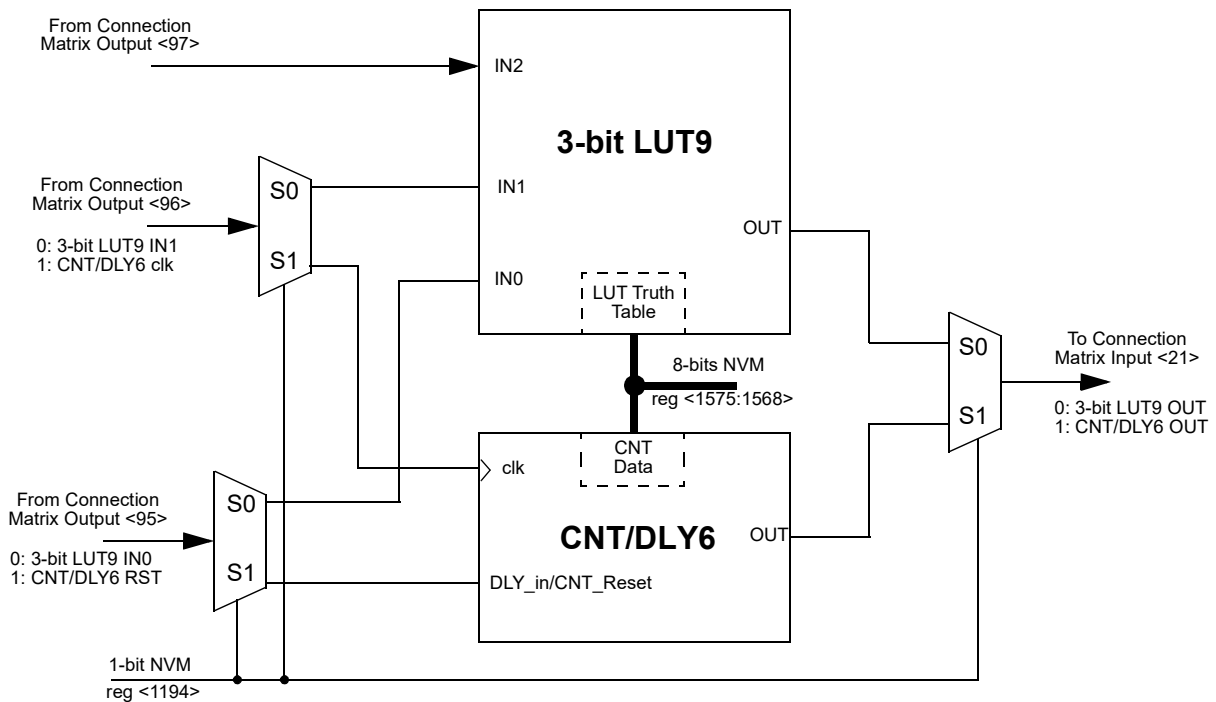 From Connection
Matrix Output <97>
IN2
3-bit LUT9
From Connection
Matrix Output <96>
S0
IN1
0: 3-bit LUT9 IN1
1: CNT/DLY6 clk
S1
OUT
IN0
LUT Truth
Table
S0
To Connection
Matrix Input <21>
8-bits NVM
reg <1575:1568>
S1
0: 3-bit LUT9 OUT
1: CNT/DLY6 OUT
CNT
Data
clk
From Connection
Matrix Output <95>
S0
CNT/DLY6
OUT
0: 3-bit LUT9 IN0
1: CNT/DLY6 RST
S1
DLY_in/CNT_Reset
1-bit NVM
reg <1194>